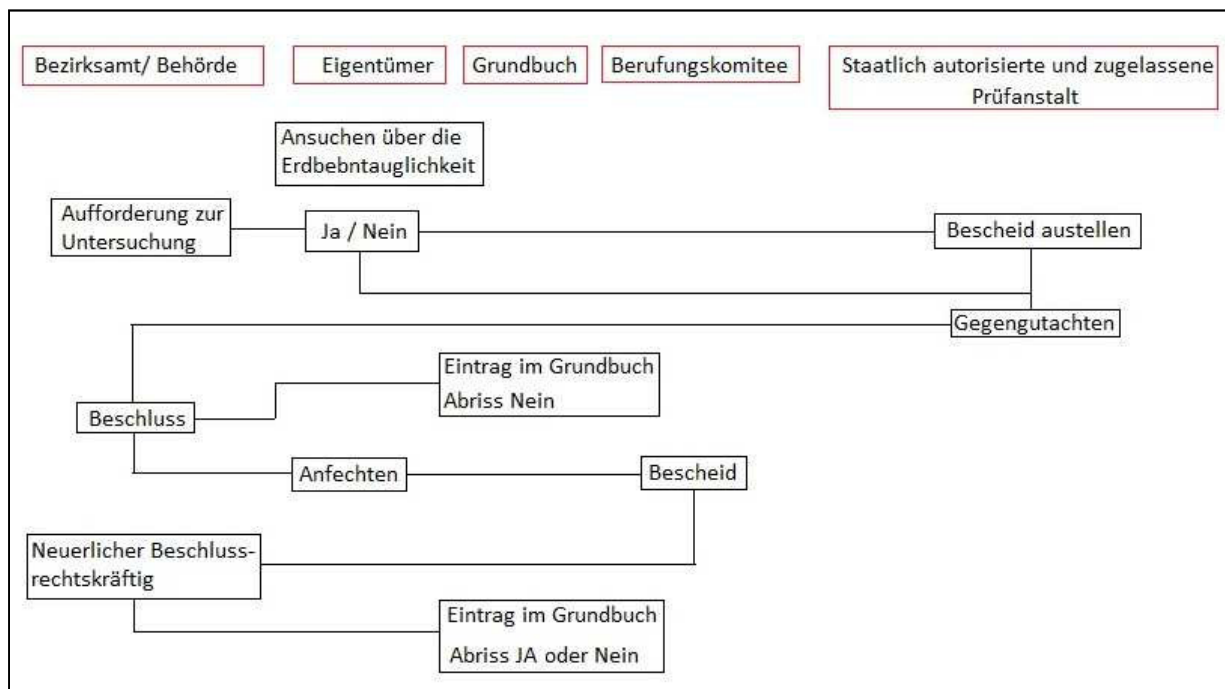 Bezirksamt/ Behörde
Eigentümer
Grundbuch
Berufungskomitee
Staatlich autorisierte und zugelassene
Prüfanstalt
Ansuchen über die
Erdbebntauglichkeit
Aufforderung zur
Untersuchung
Ja / Nein
Bescheid austellen
Gegengutachten
Eintrag im Grundbuch
Abriss Nein
Beschluss
Anfechten
Bescheid
Neuerlicher Beschluss-
rechtskräftig
Eintrag im Grundbuch
Abriss JA oder Nein